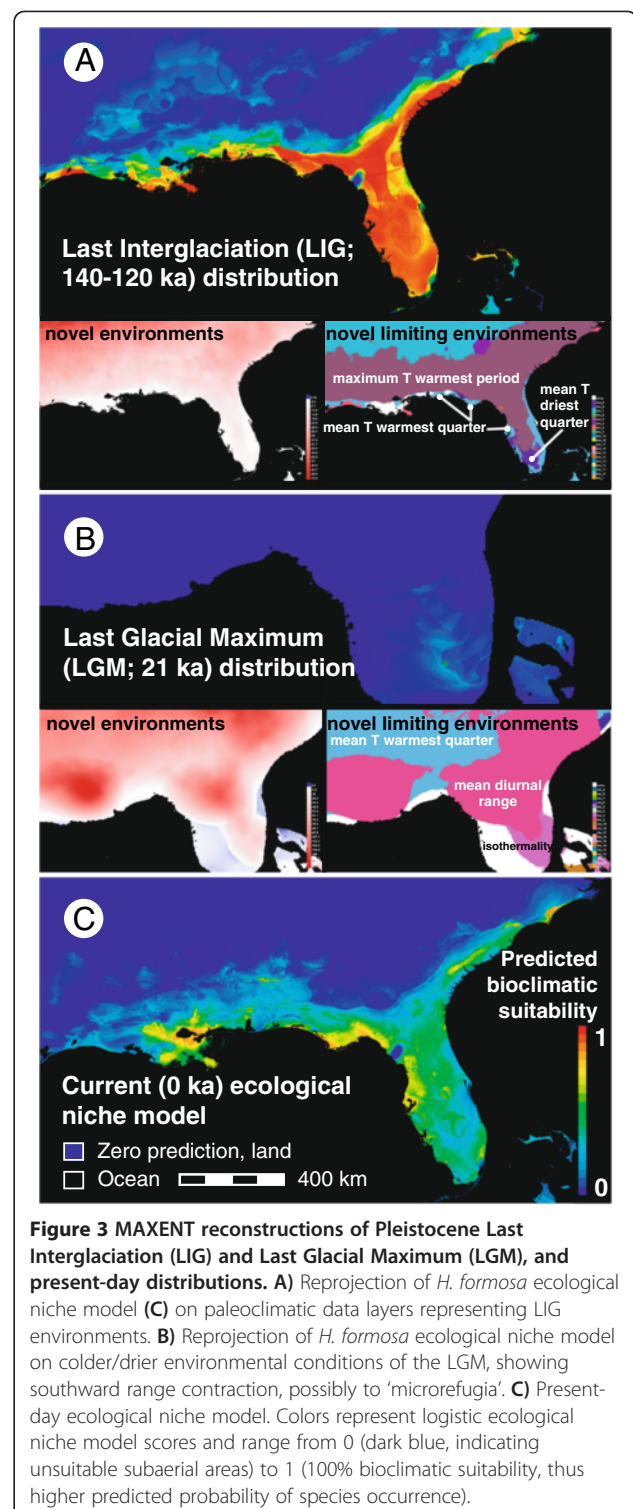 A
Last Interglaciation (LIG;
140-120 ka) distribution
novel environments
novel limiting environments
maximum T warmest period
mean T warmest quarter
mean T
driest
quarter
B
Last Glacial Maximum
(LGM; 21 ka) distribution
novel environments
novel limiting environments
mean T warmest quarter
mean diurnal
range
isothermality
C
Predicted
bioclimatic
suitability
1
0
Current (0 ka) ecological
niche model
Zero prediction, land
Ocean 400 km
Figure 3 MAXENT reconstructions of Pleistocene Last
Interglaciation (LIG) and Last Glacial Maximum (LGM), and
present-day distributions. A) Reprojection of H. formosa ecological
niche model (C) on paleoclimatic data layers representing LIG
environments. B) Reprojection of H. formosa ecological niche model
on colder/drier environmental conditions of the LGM, showing
southward range contraction, possibly to ‘microrefugia’. C) Present-
day ecological niche model. Colors represent logistic ecological
niche model scores and range from 0 (dark blue, indicating
unsuitable subaerial areas) to 1 (100% bioclimatic suitability, thus
higher predicted probability of species occurrence).